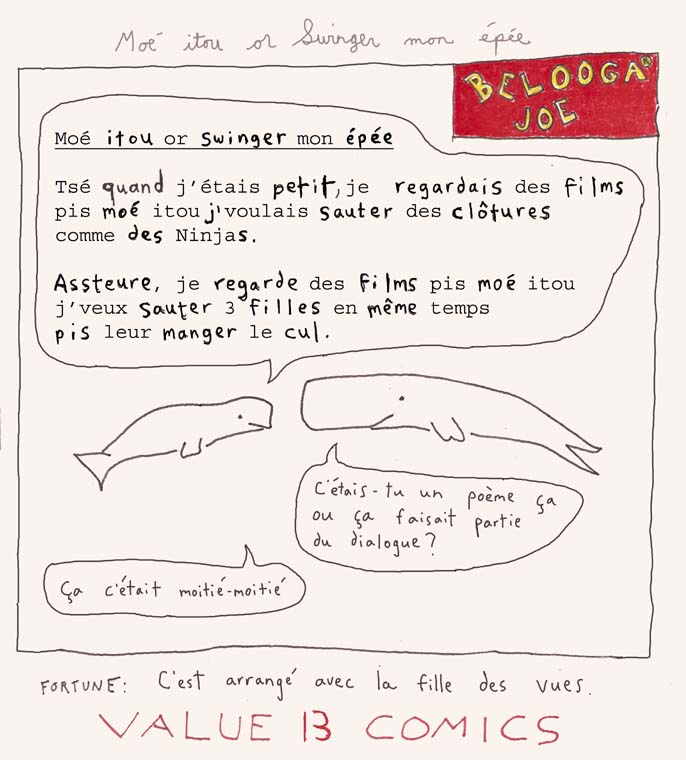 Moé itou or Swinger mon épée
BELOOGA
JOE
Moé itou or swinger mon épée
Tsé quand j'étais petit, je regardais des films
pis moé itou j'voulais sauter des clôtures
comme des Ninjas.
Assteure, je regarde des films pis moé itou
j'veux sauter 3 filles en même temps
pis leur manger le cul.
C'étais-tu un poème ça
ou ça faisait partie
du dialogue?
Ça c'était moitié-moitié
FORTUNE: C'est arrangé avec la fille des vues.
VALUE 13 COMICS